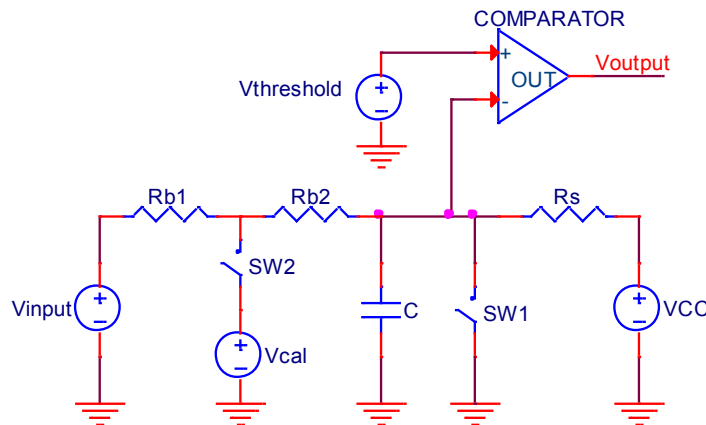 COMPARATOR
+
Vthreshold
OUT
Voutput
-
+
-
Rb1
Rb2
Rs
SW2
Vinput
+
-
C
SW1
+
-
VCC
+
-
Vcal